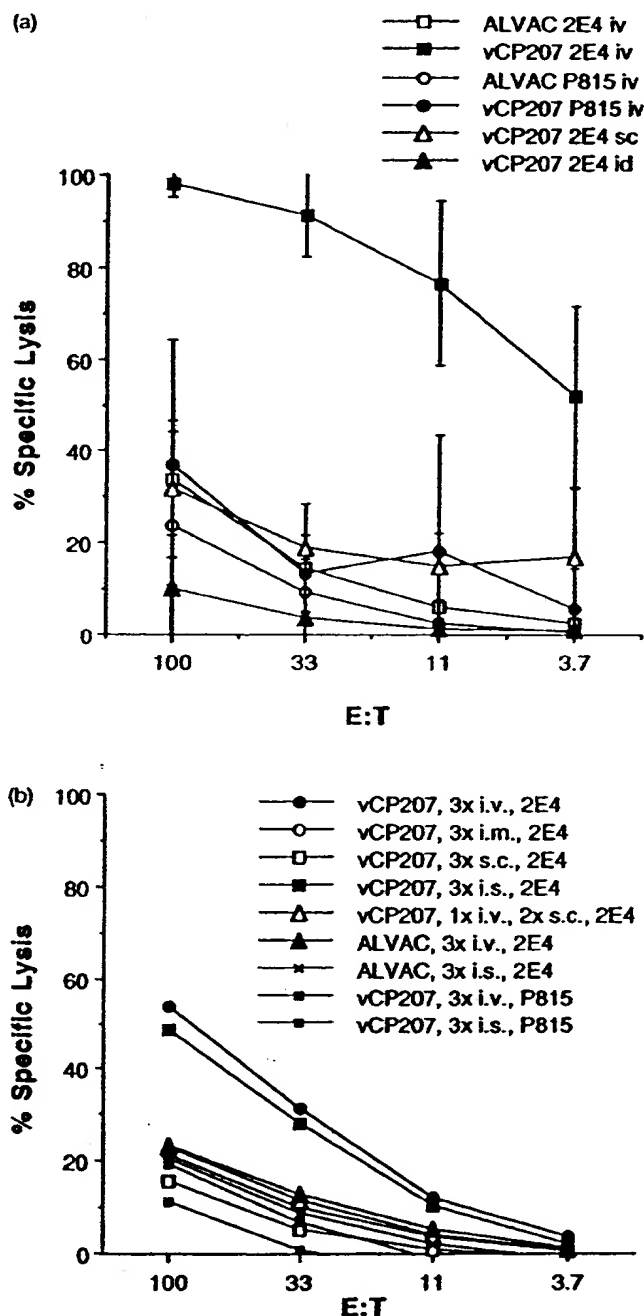 (a)
ALVAC 2E4 iv
vCP207 2E4 iv
ALVAC P815 iv
vCP207 P815 iv
vCP207 2E4 sc
vCP207 2E4 id
% Specific Lysis
100
80
60
40
20
0
100 33 11 3.7
E:T
(b)
vCP207, 3x i.v., 2E4
vCP207, 3x i.m., 2E4
vCP207, 3x s.c., 2E4
vCP207, 3x i.s., 2E4
vCP207, 1x i.v., 2x s.c., 2E4
ALVAC, 3x i.v., 2E4
ALVAC, 3x i.s., 2E4
vCP207, 3x i.v., P815
vCP207, 3x i.s., P815
% Specific Lysis
100
80
60
40
20
0
100 33 11 3.7
E:T